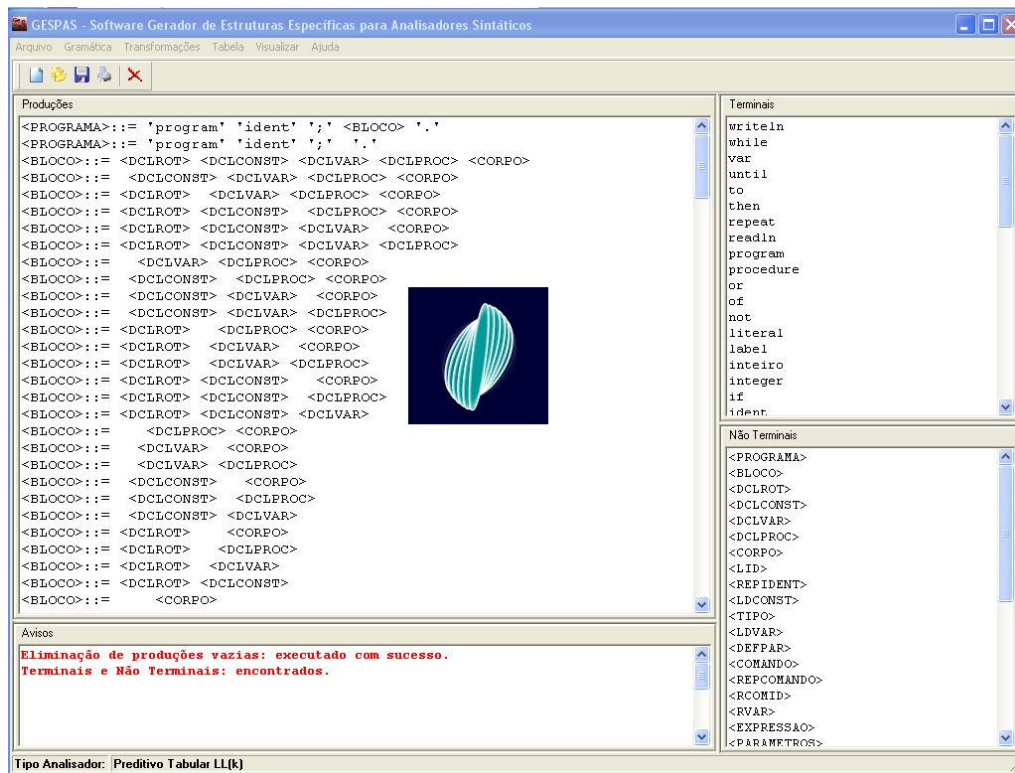 GESPAS - Software Gerador de Estruturas Específicas para Analisadores Sintáticos
Arquivo Gramática Transformações Tabela Visualizar Ajuda
Produções
<PROGRAMA>::= 'program' 'ident' ';' <BLOCO> '.'
<PROGRAMA>::= 'program' 'ident' ';'  '.'
<BLOCO>::= <DCLROT> <DCLCONST> <DCLVAR> <DCLPROC> <CORPO>
<BLOCO>::=  <DCLCONST> <DCLVAR> <DCLPROC> <CORPO>
<BLOCO>::= <DCLROT>  <DCLVAR> <DCLPROC> <CORPO>
<BLOCO>::= <DCLROT> <DCLCONST>  <DCLPROC> <CORPO>
<BLOCO>::= <DCLROT> <DCLCONST> <DCLVAR>  <CORPO>
<BLOCO>::= <DCLROT> <DCLCONST> <DCLVAR> <DCLPROC>
<BLOCO>::=   <DCLVAR> <DCLPROC> <CORPO>
<BLOCO>::=  <DCLCONST>  <DCLPROC> <CORPO>
<BLOCO>::=  <DCLCONST> <DCLVAR>  <CORPO>
<BLOCO>::=  <DCLCONST> <DCLVAR> <DCLPROC>
<BLOCO>::= <DCLROT>   <DCLPROC> <CORPO>
<BLOCO>::= <DCLROT>  <DCLVAR>  <CORPO>
<BLOCO>::= <DCLROT>  <DCLVAR> <DCLPROC>
<BLOCO>::= <DCLROT> <DCLCONST>   <CORPO>
<BLOCO>::= <DCLROT> <DCLCONST>  <DCLPROC>
<BLOCO>::= <DCLROT> <DCLCONST> <DCLVAR>
<BLOCO>::=    <DCLPROC> <CORPO>
<BLOCO>::=   <DCLVAR>  <CORPO>
<BLOCO>::=   <DCLVAR> <DCLPROC>
<BLOCO>::=  <DCLCONST>   <CORPO>
<BLOCO>::=  <DCLCONST>  <DCLPROC>
<BLOCO>::=  <DCLCONST> <DCLVAR>
<BLOCO>::= <DCLROT>    <CORPO>
<BLOCO>::= <DCLROT>   <DCLPROC>
<BLOCO>::= <DCLROT>  <DCLVAR>
<BLOCO>::= <DCLROT> <DCLCONST>
<BLOCO>::=     <CORPO>
Terminais
writeln
while
var
until
to
then
repeat
readln
program
procedure
or
of
not
literal
label
inteiro
integer
if
ident
Não Terminais
<PROGRAMA>
<BLOCO>
<DCLROT>
<DCLCONST>
<DCLVAR>
<DCLPROC>
<CORPO>
<LID>
<REPIDENT>
<LDCONST>
<TIPO>
<LDVAR>
<DEFPAR>
<COMANDO>
<REPCOMANDO>
<RCOMID>
<RVAR>
<EXPRESSAO>
<PARAMETROS>
Avisos
Eliminação de produções vazias: executado com sucesso.
Terminais e Não Terminais: encontrados.
Tipo Analisador: Preditivo Tabular LL(k)